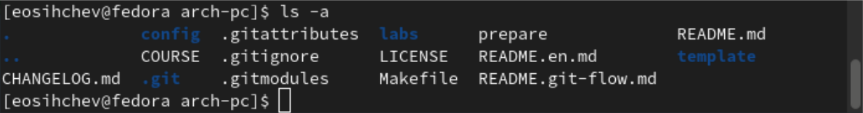 [eosihchev@fedora arch-pc]$ ls -a
. config .gitattributes labs prepare README.md
.. COURSE .gitignore LICENSE README.en.md template
CHANGELOG.md .git .gitmodules Makefile README.git-flow.md
[eosihchev@fedora arch-pc]$